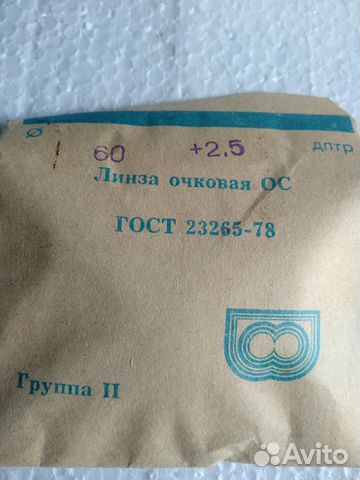 ⌀ 60 +2,5 дптр
Линза очковая ОС
ГОСТ 23265-78
Группа II
Avito